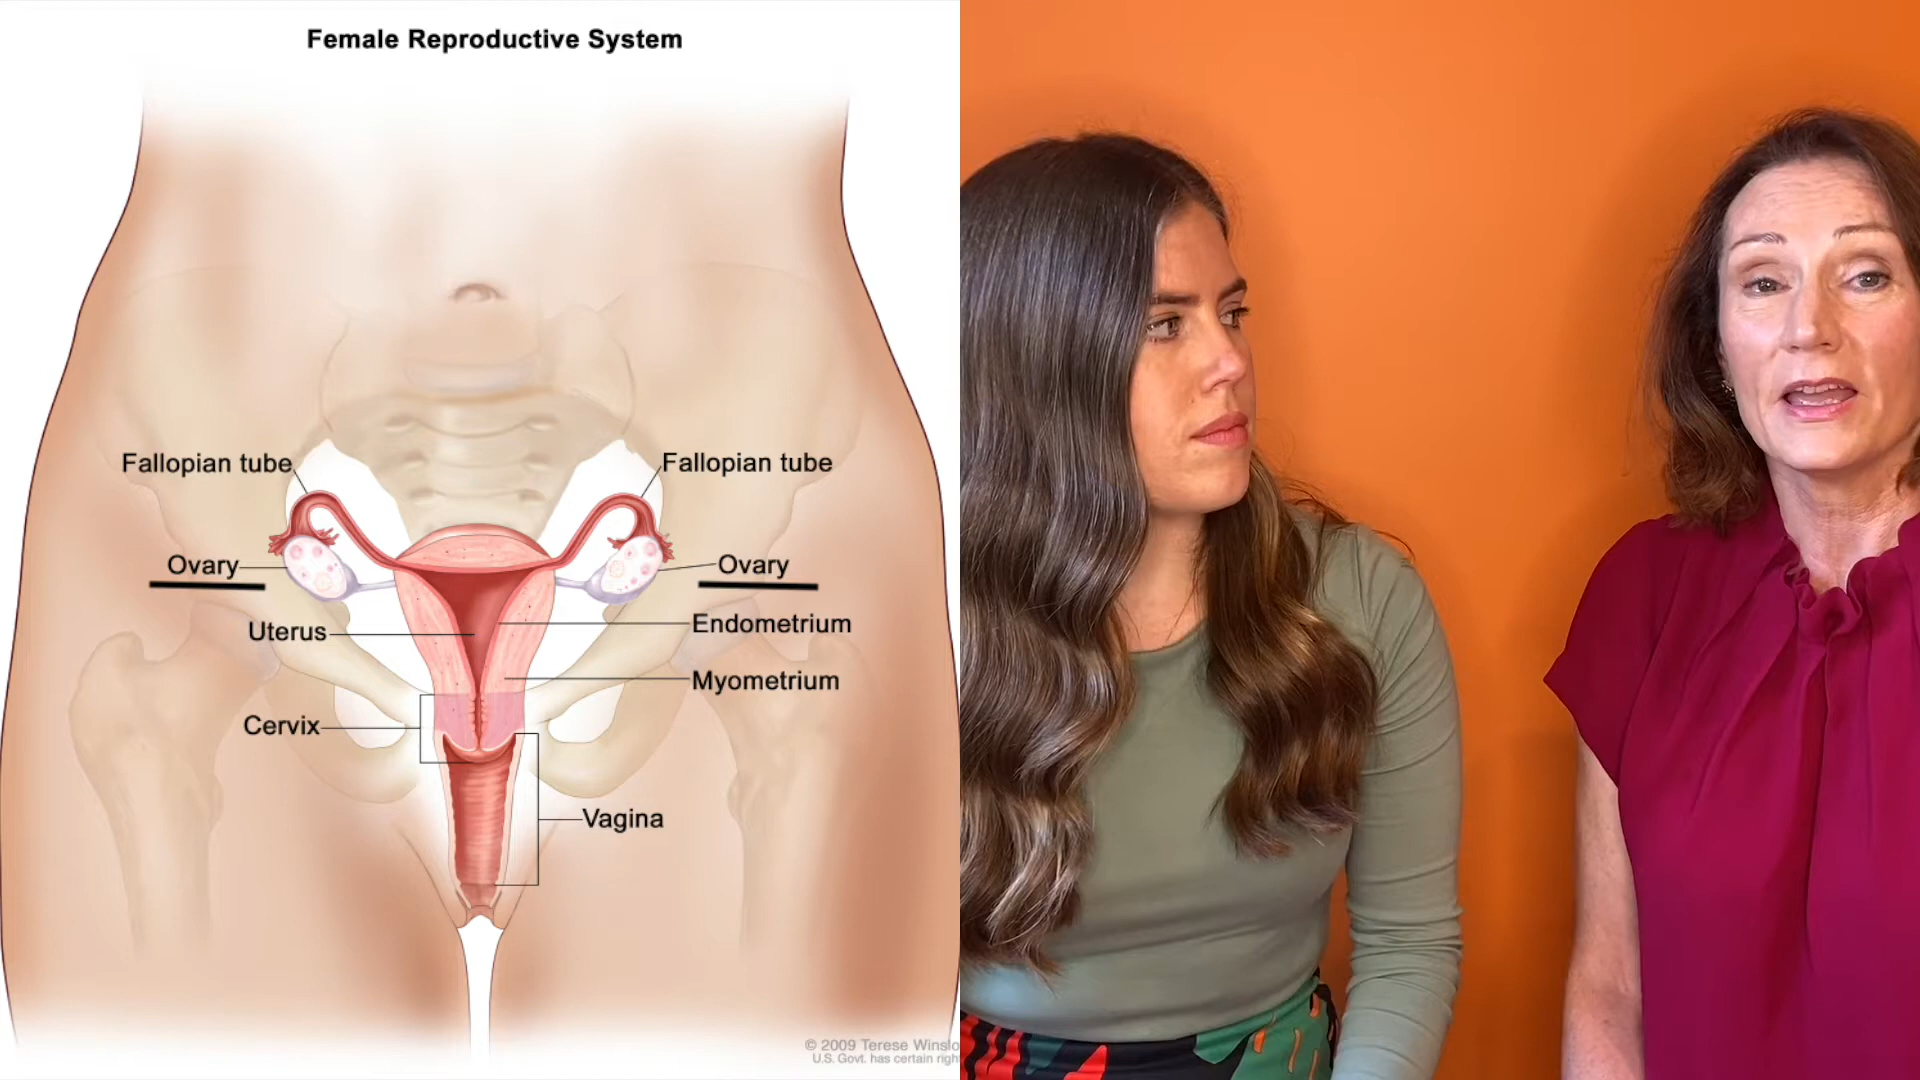 Female Reproductive System
Fallopian tube
Fallopian tube
Ovary
Ovary
Uterus
Endometrium
Myometrium
Cervix
Vagina
© 2009 Terese Winslo
U.S. Govt. has certain righ